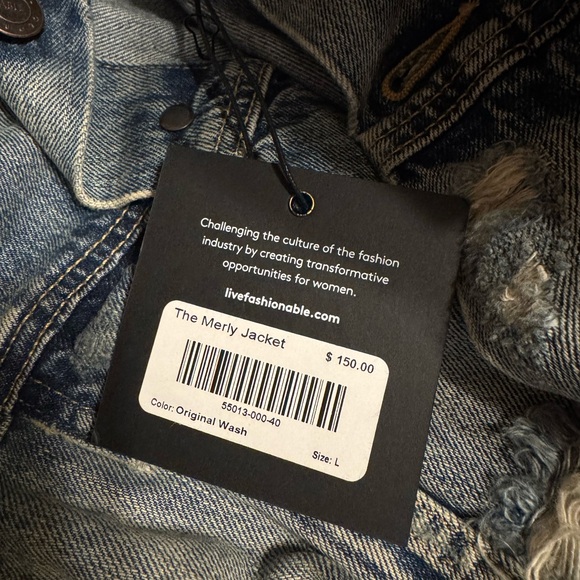 Challenging the culture of the fashion
industry by creating transformative
opportunities for women.
livefashionable.com
The Merly Jacket
$ 150.00
55013-000-40
Color: Original Wash
Size: L